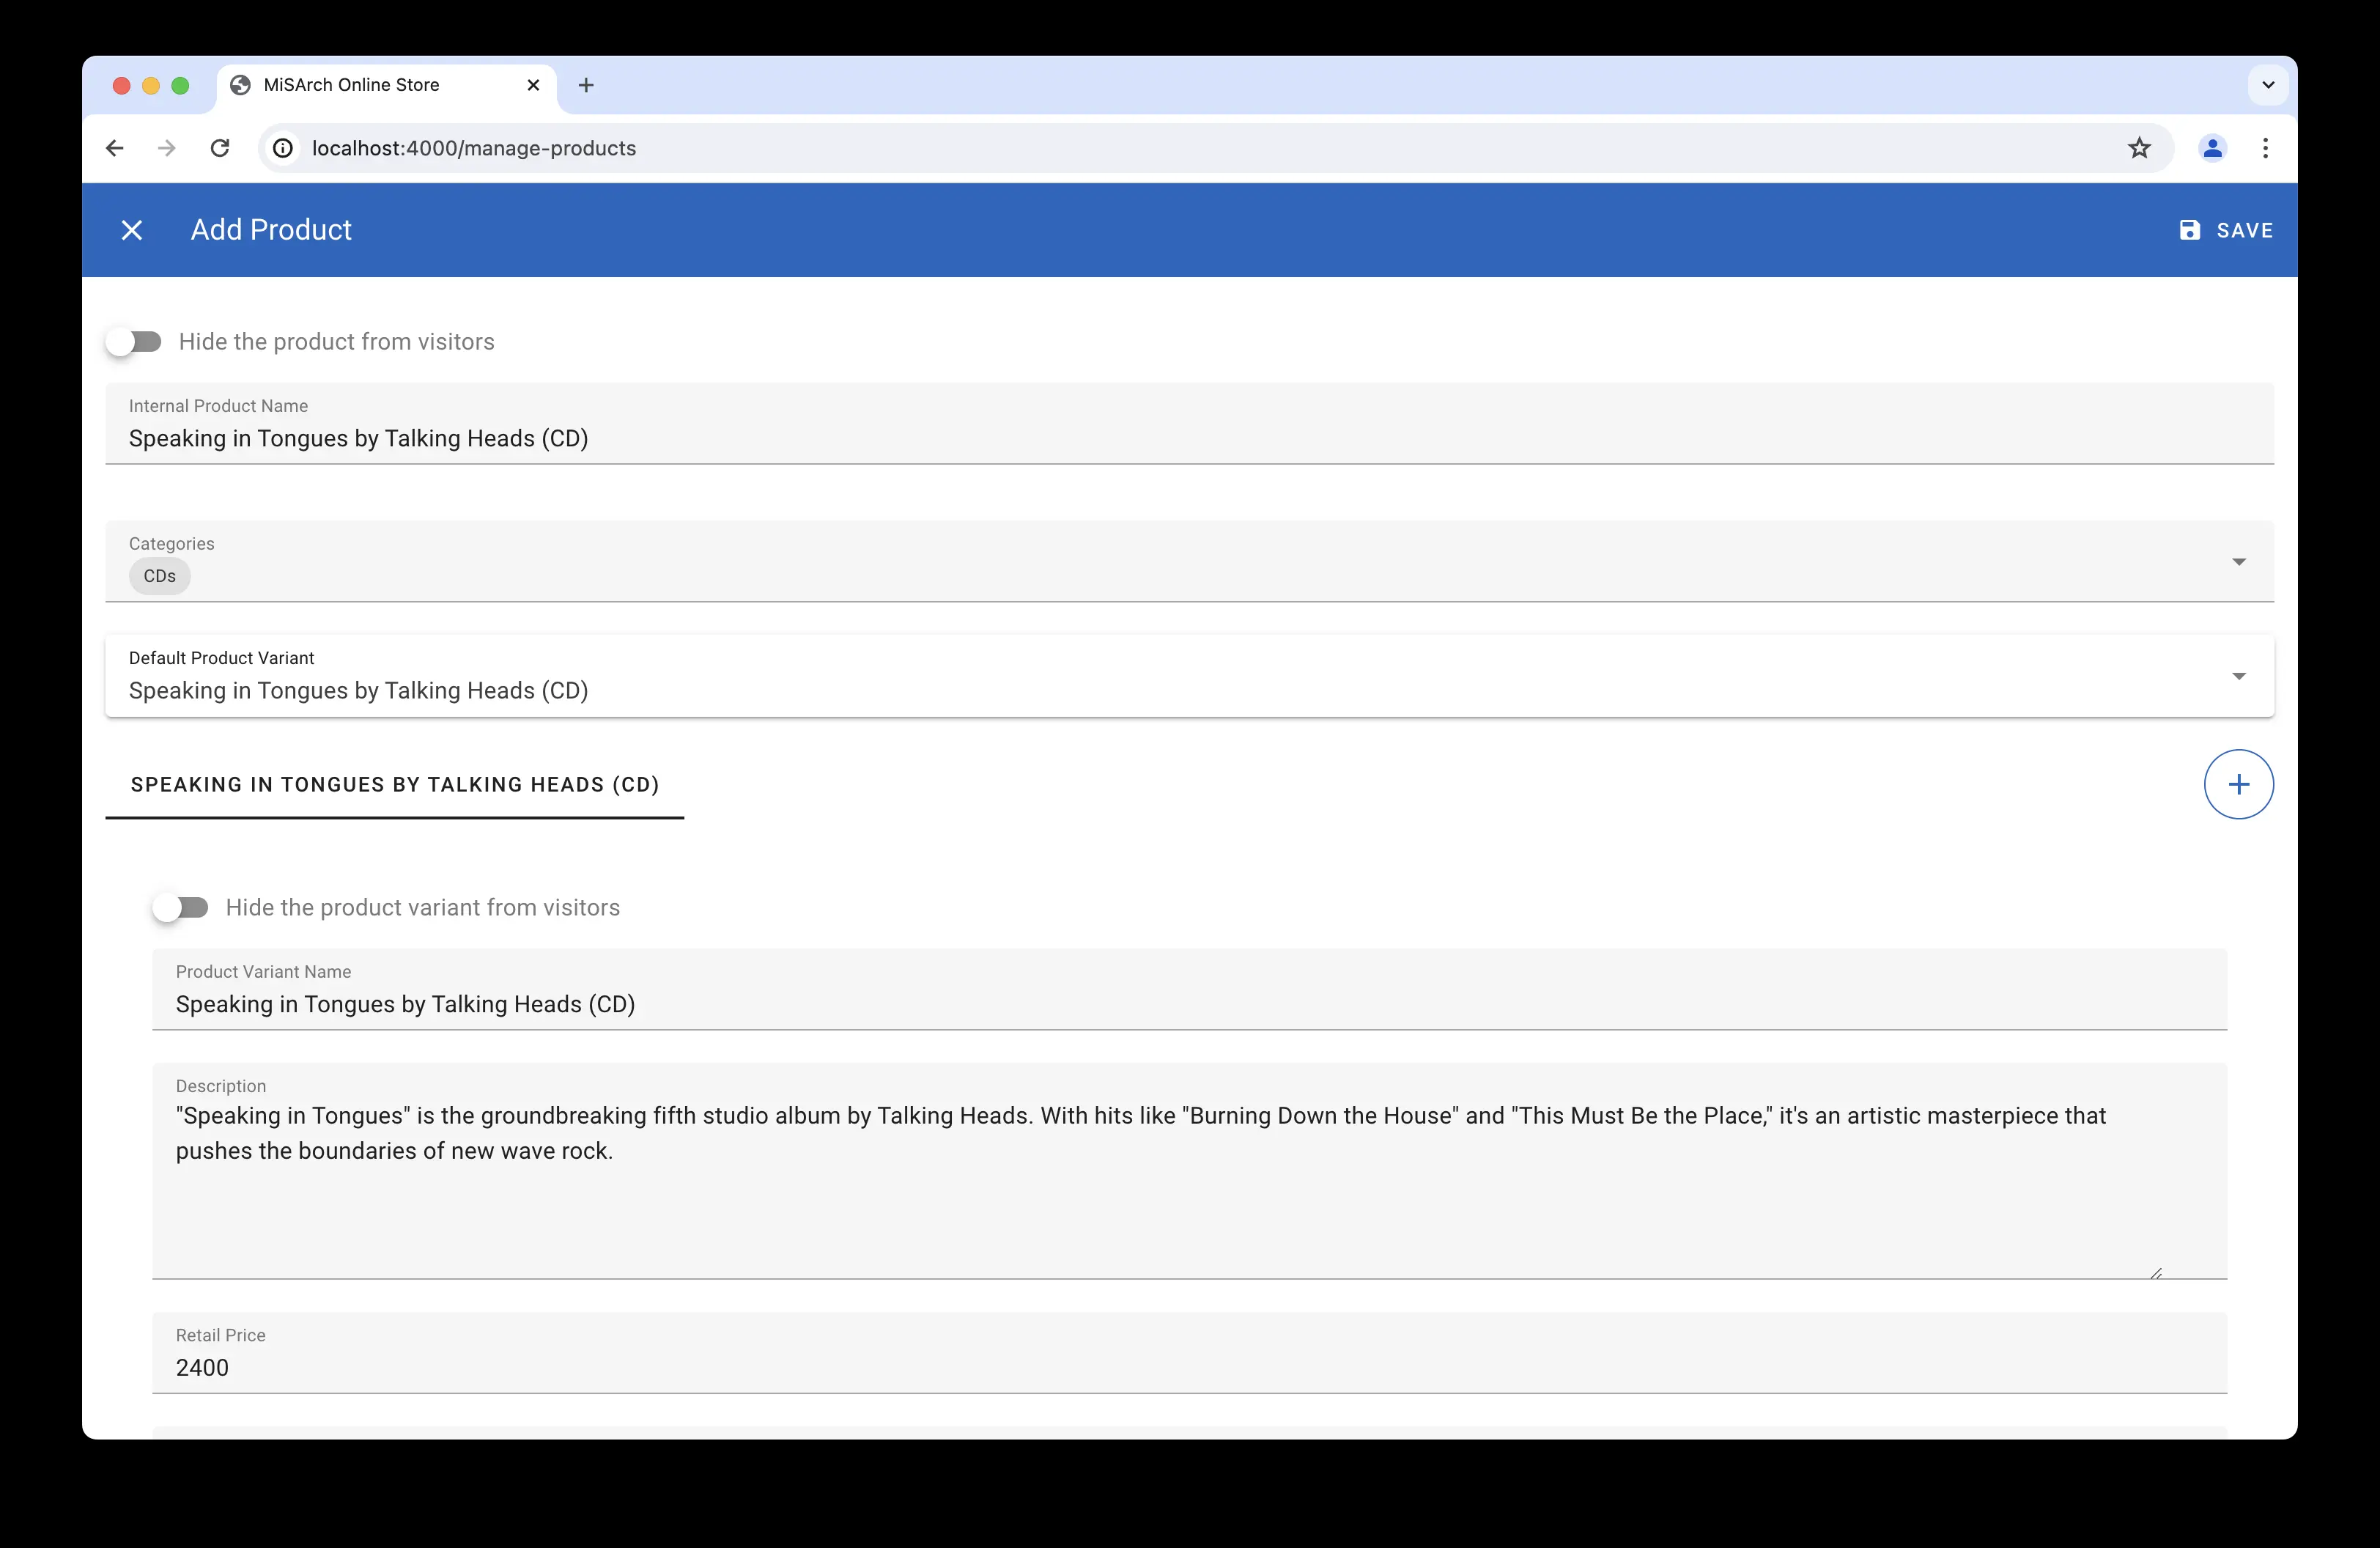 MiSArch Online Store
localhost:4000/manage-products
Add Product
SAVE
Hide the product from visitors
Internal Product Name
Speaking in Tongues by Talking Heads (CD)
Categories
CDs
Default Product Variant
Speaking in Tongues by Talking Heads (CD)
SPEAKING IN TONGUES BY TALKING HEADS (CD)
Hide the product variant from visitors
Product Variant Name
Speaking in Tongues by Talking Heads (CD)
Description
"Speaking in Tongues" is the groundbreaking fifth studio album by Talking Heads. With hits like "Burning Down the House" and "This Must Be the Place," it's an artistic masterpiece that
pushes the boundaries of new wave rock.
Retail Price
2400